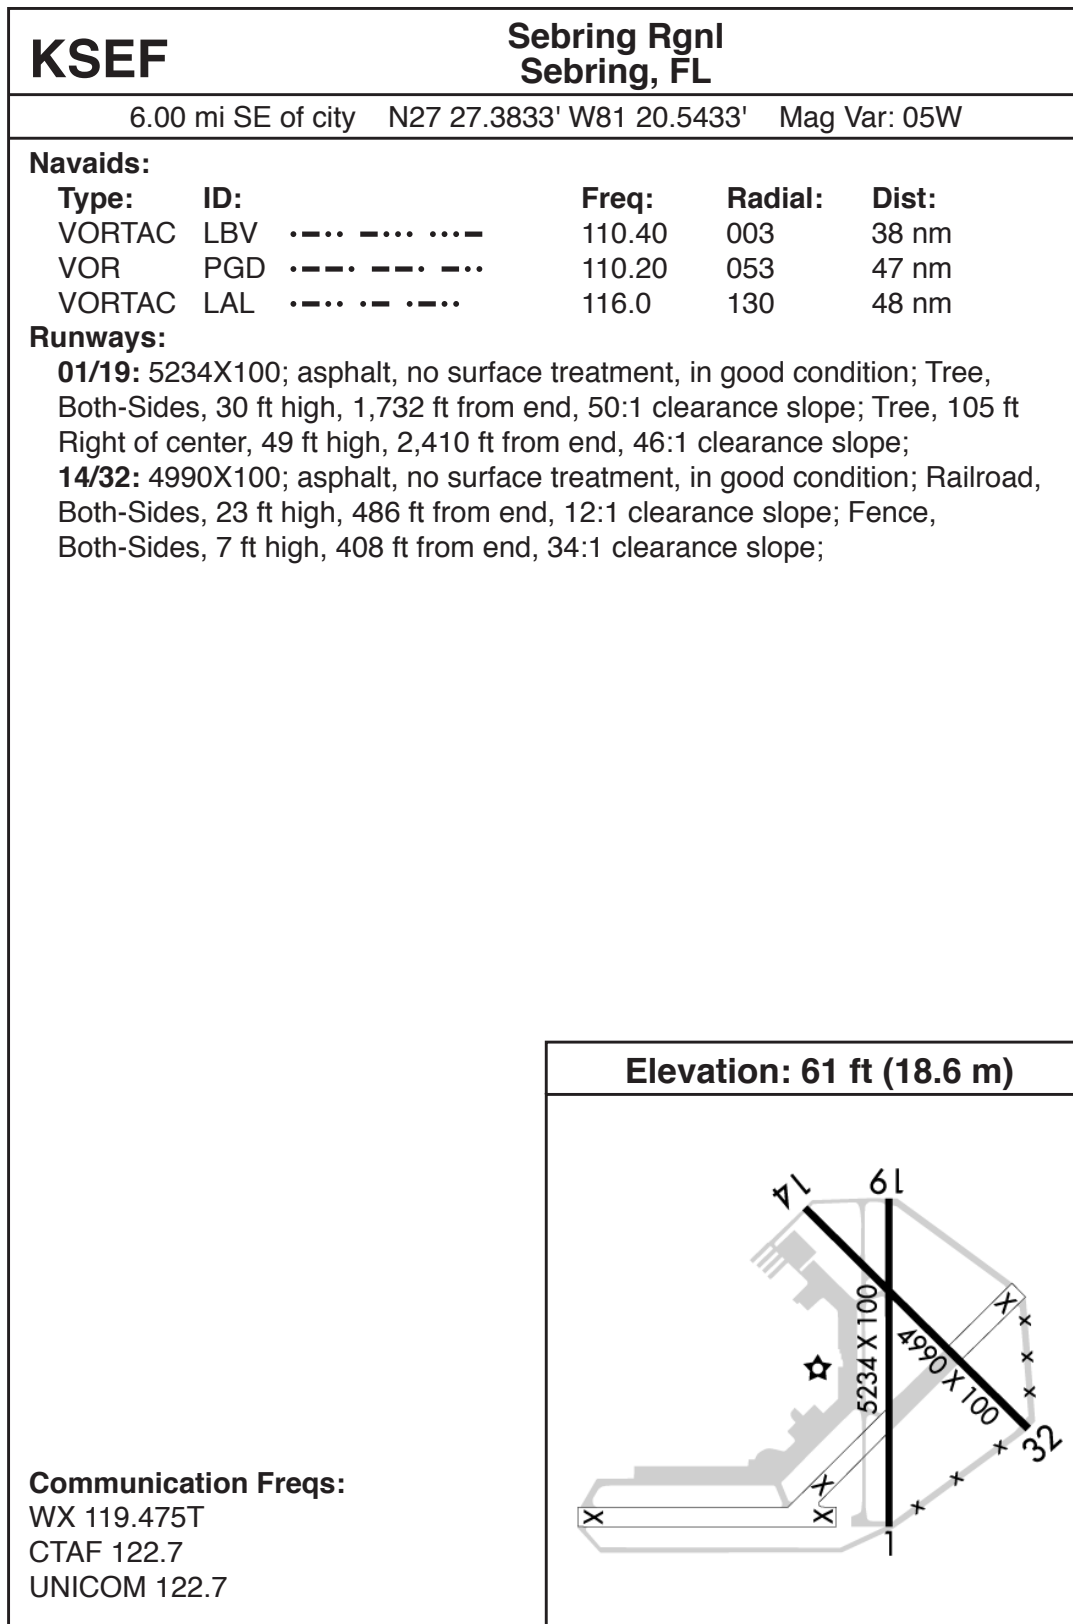 KSEF
Sebring Rgnl
Sebring, FL
6.00 mi SE of city N27 27.3833' W81 20.5433' Mag Var: 05W
Navaids:
Type: ID: Freq: Radial: Dist:
VORTAC LBV ·–·· –··· ···– 110.40 003 38 nm
VOR PGD ·––· ––· –·· 110.20 053 47 nm
VORTAC LAL ·–·· ·– ·–·· 116.0 130 48 nm
Runways:
01/19: 5234X100; asphalt, no surface treatment, in good condition; Tree,
Both-Sides, 30 ft high, 1,732 ft from end, 50:1 clearance slope; Tree, 105 ft
Right of center, 49 ft high, 2,410 ft from end, 46:1 clearance slope;
14/32: 4990X100; asphalt, no surface treatment, in good condition; Railroad,
Both-Sides, 23 ft high, 486 ft from end, 12:1 clearance slope; Fence,
Both-Sides, 7 ft high, 408 ft from end, 34:1 clearance slope;
Elevation: 61 ft (18.6 m)
14
19
X
x
x
x
5234 X 100
4990 X 100
32
x
x
x
X
X
X
1
Communication Freqs:
WX 119.475T
CTAF 122.7
UNICOM 122.7